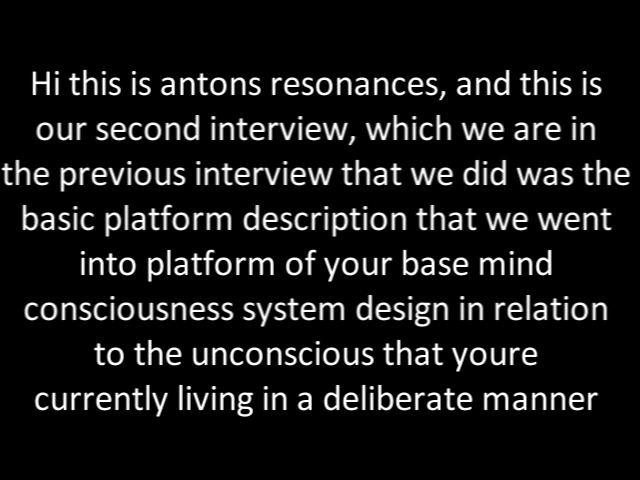 Hi this is antons resonances, and this is
our second interview, which we are in
the previous interview that we did was the
basic platform description that we went
into platform of your base mind
consciousness system design in relation
to the unconscious that youre
currently living in a deliberate manner